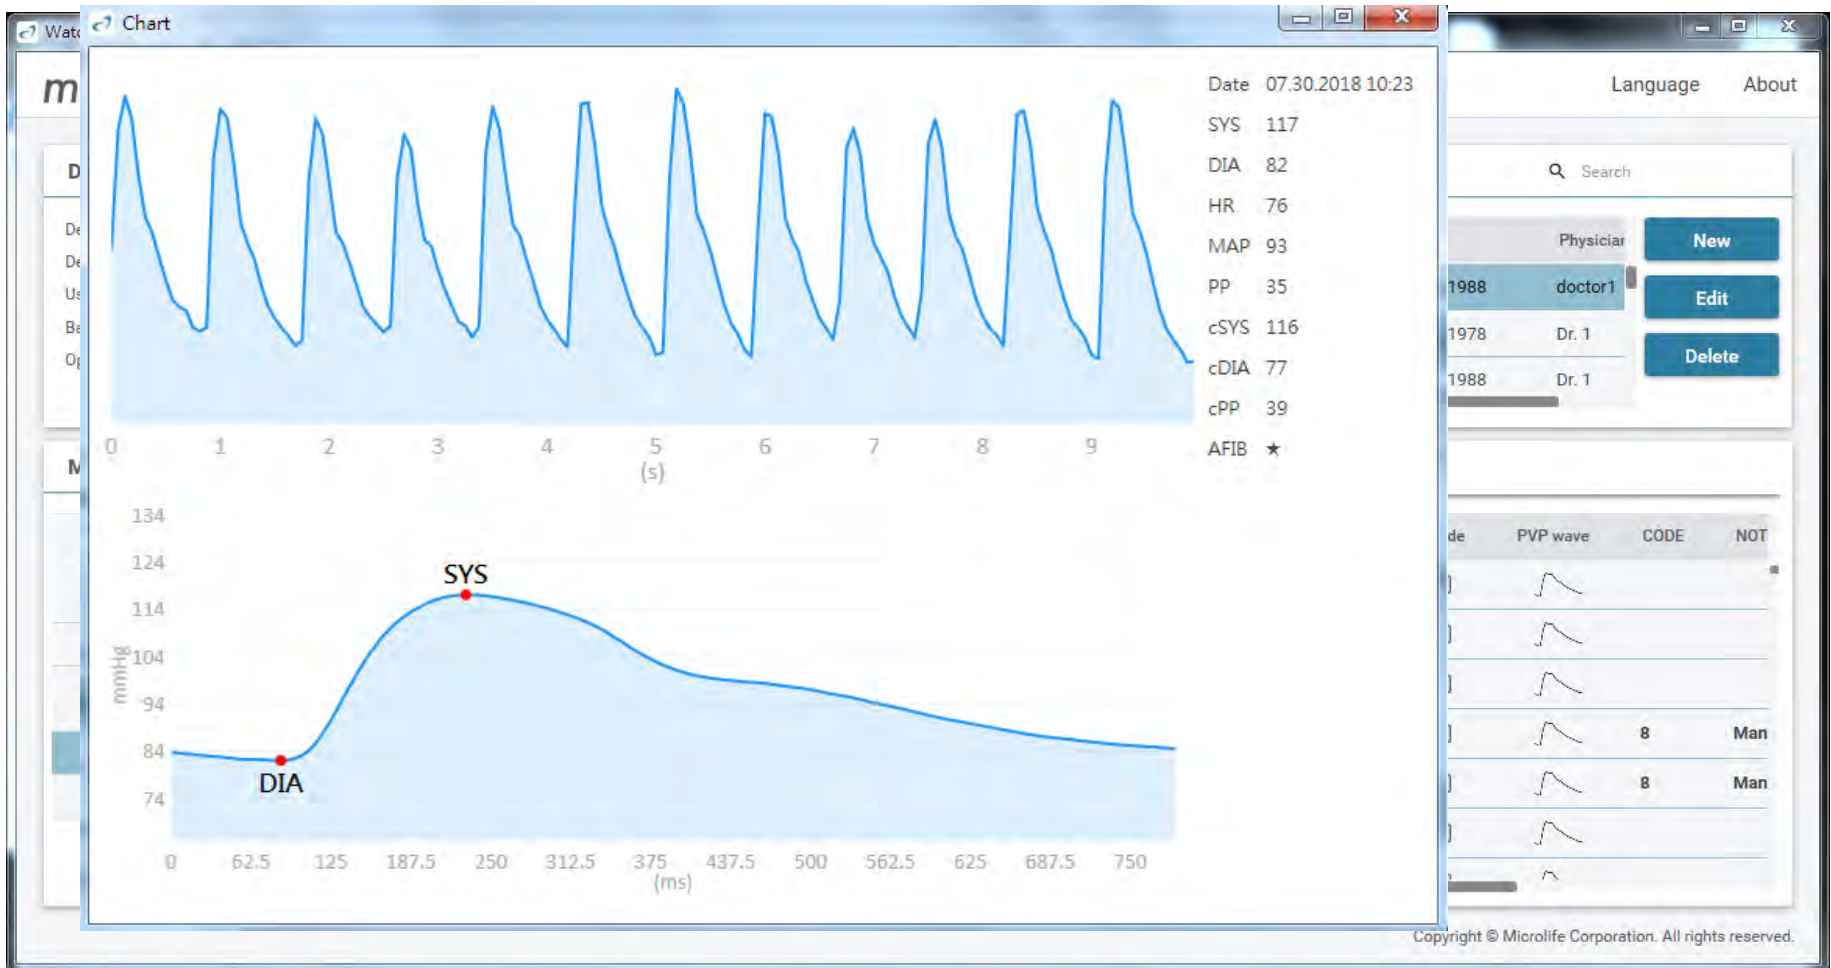 Chart
Language About
Date 07.30.2018 10:23
SYS 117
DIA 82
HR 76
MAP 93
PP 35
cSYS 116
cDIA 77
cPP 39
AFIB ★
0 1 2 3 4 5 6 7 8 9
(s)
134
124
114
104
94
84
74
mmHg
SYS
DIA
0 62.5 125 187.5 250 312.5 375 437.5 500 562.5 625 687.5 750
(ms)
Search
Physician
New
1988 doctor1
Edit
1978 Dr. 1
Delete
1988 Dr. 1
PVP wave CODE NOT
8 Man
8 Man
Copyright © Microlife Corporation. All rights reserved.